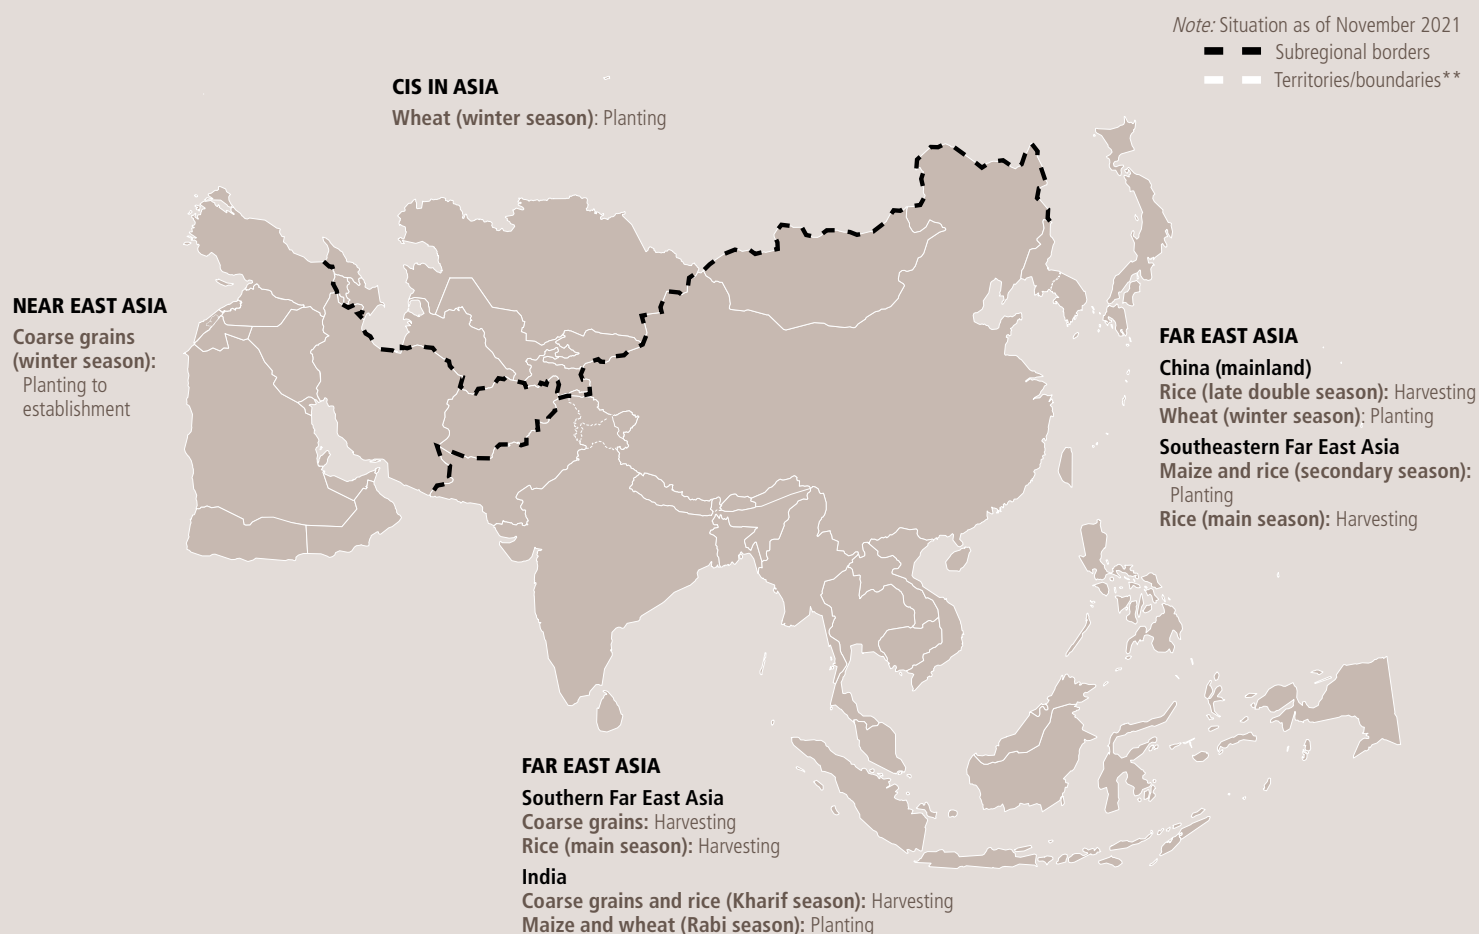 Note: Situation as of November 2021
Subregional borders
Territories/boundaries**
CIS IN ASIA
Wheat (winter season): Planting
NEAR EAST ASIA
Coarse grains
(winter season):
Planting to
establishment
FAR EAST ASIA
China (mainland)
Rice (late double season): Harvesting
Wheat (winter season): Planting
Southeastern Far East Asia
Maize and rice (secondary season):
Planting
Rice (main season): Harvesting
FAR EAST ASIA
Southern Far East Asia
Coarse grains: Harvesting
Rice (main season): Harvesting
India
Coarse grains and rice (Kharif season): Harvesting
Maize and wheat (Rabi season): Planting